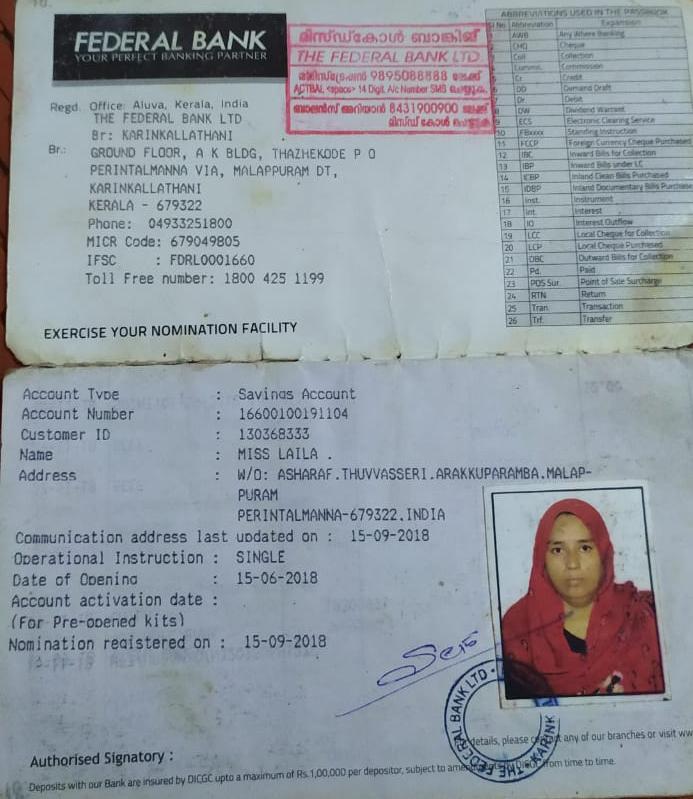 FEDERAL BANK
YOUR PERFECT BANKING PARTNER
മിസ്ഡ്കോൾ ബാങ്കിങ്
THE FEDERAL BANK LTD.
9895088888
ACTBAL <space> 14 Digit. A/c Number SMS
ബാലൻസ് അറിയാൻ 8431900900
മിസ്ഡ് കോൾ
Regd. Office: Aluva, Kerala, India
THE FEDERAL BANK LTD
Br: KARINKALLATHANI
Br.: GROUND FLOOR, A K BLDG, THAZHEKODE P O
PERINTALMANNA VIA, MALAPPURAM DT,
KARINKALLATHANI
KERALA - 679322
Phone: 04933251800
MICR Code: 679049805
IFSC : FDRL0001660
Toll Free number: 1800 425 1199
EXERCISE YOUR NOMINATION FACILITY
ABBREVIATIONS USED IN THE PASSBOOK
Sl No. Abbreviation Expansion
1 AWB Any Where Banking
2 CHQ Cheque
3 Coll Collection
4 Comm. Commission
5 Cr Credit
6 DD Demand Draft
7 Dr Debit
8 DW Dividend Warrant
9 ECS Electronic Clearing Service
10 FBxxxx Standing Instruction
11 FCCP Foreign Currency Cheque Purchased
12 IBC Inward Bills for Collection
13 IBP Inward Bills under LC
14 ICBP Inland Clean Bills Purchased
15 IDBP Inland Documentary Bills Purchase
16 Inst. Instrument
17 Int. Interest
18 IO Interest Outflow
19 LCC Local Cheque for Collection
20 LCP Local Cheque Purchased
21 OBC Outward Bills for Collection
22 Pd. Paid
23 POS Sur. Point of Sale Surcharge
24 RTN Return
25 Tran. Transaction
26 Trf. Transfer
Account Type : Savings Account
Account Number : 16600100191104
Customer ID : 130368333
Name : MISS LAILA .
Address : W/O: ASHARAF.THUVVASSERI.ARAKKUPARAMBA.MALAP-
PURAM
PERINTALMANNA-679322.INDIA
Communication address last updated on : 15-09-2018
Operational Instruction : SINGLE
Date of Opening : 15-06-2018
Account activation date :
(For Pre-opened kits)
Nomination registered on : 15-09-2018
THE FEDERAL BANK LTD. KARINK
Authorised Signatory :
details, please contact any of our branches or visit ww
Deposits with our Bank are insured by DICGC upto a maximum of Rs.1,00,000 per depositor, subject to amendments by DICGC from time to time.